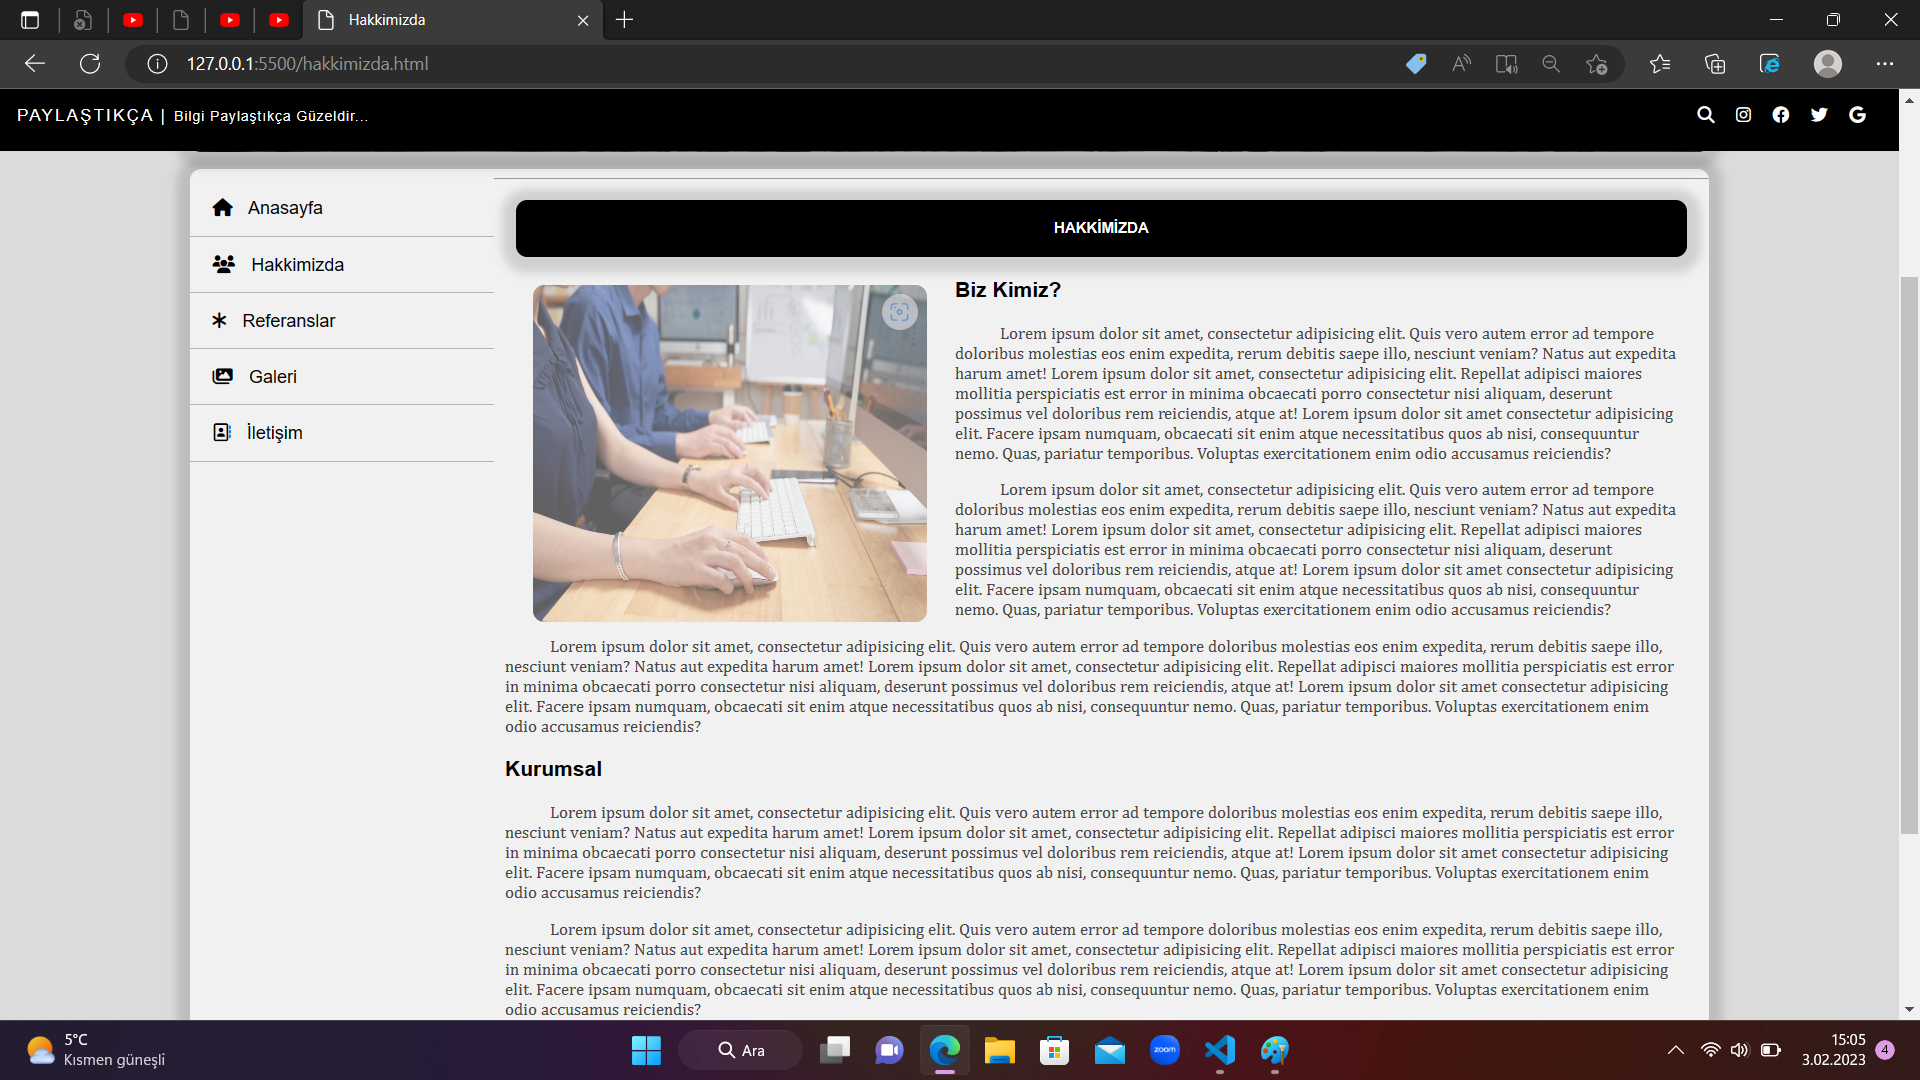 Hakkimizda
127.0.0.1:5500/hakkimizda.html
PAYLAŞTIKÇA | Bilgi Paylaştıkça Güzeldir...
Anasayfa
Hakkimizda
Referanslar
Galeri
İletişim
HAKKİMİZDA
Biz Kimiz?
Lorem ipsum dolor sit amet, consectetur adipisicing elit. Quis vero autem error ad tempore
doloribus molestias eos enim expedita, rerum debitis saepe illo, nesciunt veniam? Natus aut expedita
harum amet! Lorem ipsum dolor sit amet, consectetur adipisicing elit. Repellat adipisci maiores
mollitia perspiciatis est error in minima obcaecati porro consectetur nisi aliquam, deserunt
possimus vel doloribus rem reiciendis, atque at! Lorem ipsum dolor sit amet consectetur adipisicing
elit. Facere ipsam numquam, obcaecati sit enim atque necessitatibus quos ab nisi, consequuntur
nemo. Quas, pariatur temporibus. Voluptas exercitationem enim odio accusamus reiciendis?
Lorem ipsum dolor sit amet, consectetur adipisicing elit. Quis vero autem error ad tempore
doloribus molestias eos enim expedita, rerum debitis saepe illo, nesciunt veniam? Natus aut expedita
harum amet! Lorem ipsum dolor sit amet, consectetur adipisicing elit. Repellat adipisci maiores
mollitia perspiciatis est error in minima obcaecati porro consectetur nisi aliquam, deserunt
possimus vel doloribus rem reiciendis, atque at! Lorem ipsum dolor sit amet consectetur adipisicing
elit. Facere ipsam numquam, obcaecati sit enim atque necessitatibus quos ab nisi, consequuntur
nemo. Quas, pariatur temporibus. Voluptas exercitationem enim odio accusamus reiciendis?
Lorem ipsum dolor sit amet, consectetur adipisicing elit. Quis vero autem error ad tempore doloribus molestias eos enim expedita, rerum debitis saepe illo,
nesciunt veniam? Natus aut expedita harum amet! Lorem ipsum dolor sit amet, consectetur adipisicing elit. Repellat adipisci maiores mollitia perspiciatis est error
in minima obcaecati porro consectetur nisi aliquam, deserunt possimus vel doloribus rem reiciendis, atque at! Lorem ipsum dolor sit amet consectetur adipisicing
elit. Facere ipsam numquam, obcaecati sit enim atque necessitatibus quos ab nisi, consequuntur nemo. Quas, pariatur temporibus. Voluptas exercitationem enim
odio accusamus reiciendis?
Kurumsal
Lorem ipsum dolor sit amet, consectetur adipisicing elit. Quis vero autem error ad tempore doloribus molestias eos enim expedita, rerum debitis saepe illo,
nesciunt veniam? Natus aut expedita harum amet! Lorem ipsum dolor sit amet, consectetur adipisicing elit. Repellat adipisci maiores mollitia perspiciatis est error
in minima obcaecati porro consectetur nisi aliquam, deserunt possimus vel doloribus rem reiciendis, atque at! Lorem ipsum dolor sit amet consectetur adipisicing
elit. Facere ipsam numquam, obcaecati sit enim atque necessitatibus quos ab nisi, consequuntur nemo. Quas, pariatur temporibus. Voluptas exercitationem enim
odio accusamus reiciendis?
Lorem ipsum dolor sit amet, consectetur adipisicing elit. Quis vero autem error ad tempore doloribus molestias eos enim expedita, rerum debitis saepe illo,
nesciunt veniam? Natus aut expedita harum amet! Lorem ipsum dolor sit amet, consectetur adipisicing elit. Repellat adipisci maiores mollitia perspiciatis est error
in minima obcaecati porro consectetur nisi aliquam, deserunt possimus vel doloribus rem reiciendis, atque at! Lorem ipsum dolor sit amet consectetur adipisicing
elit. Facere ipsam numquam, obcaecati sit enim atque necessitatibus quos ab nisi, consequuntur nemo. Quas, pariatur temporibus. Voluptas exercitationem enim
odio accusamus reiciendis?
5°C
Kısmen güneşli
Ara
zoom
15:05
3.02.2023
4